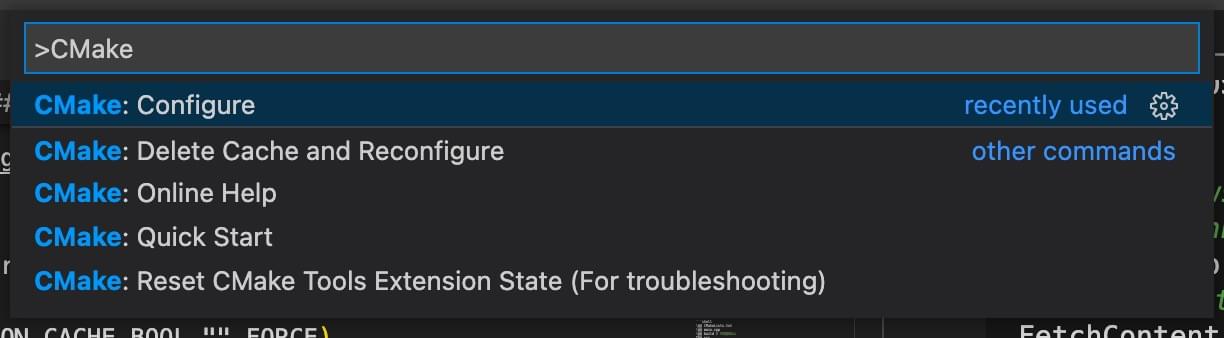 >CMake
CMake: Configure recently used
CMake: Delete Cache and Reconfigure other commands
CMake: Online Help
CMake: Quick Start
CMake: Reset CMake Tools Extension State (For troubleshooting)
ON CACHE BOOL "" FORCE)
FetchContent